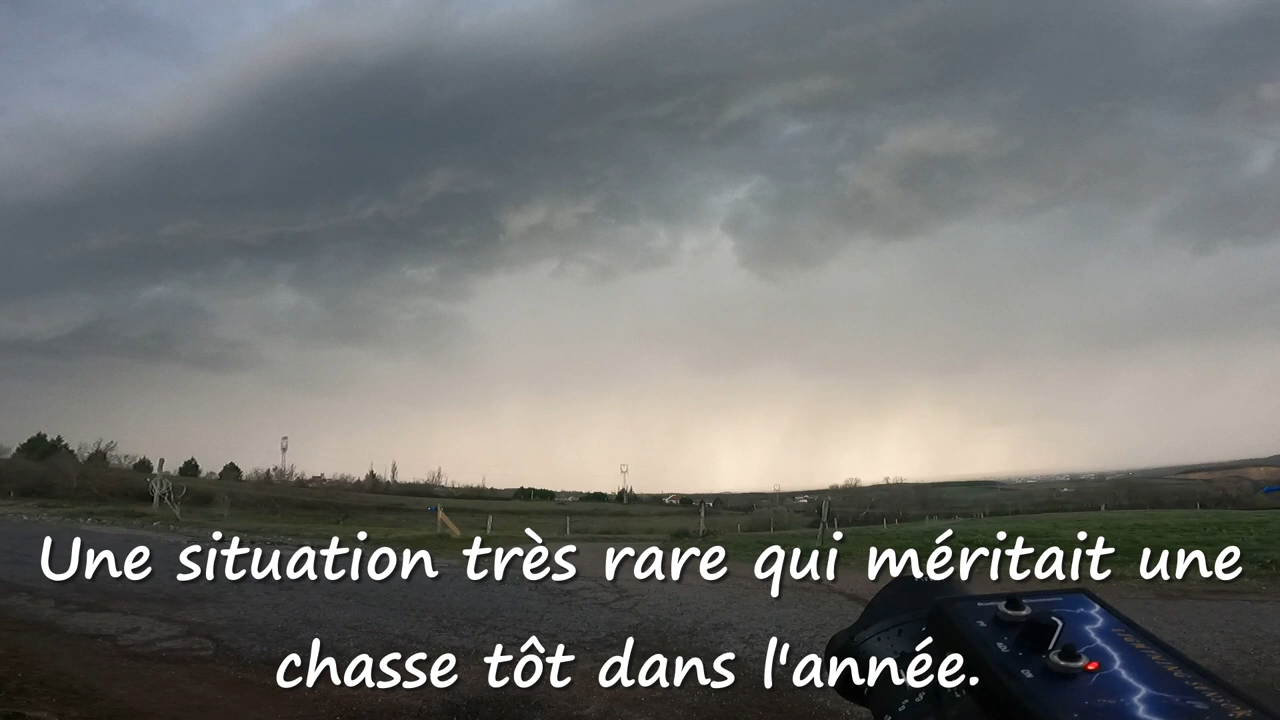 Une situation très rare qui méritait une
chasse tôt dans l'année.